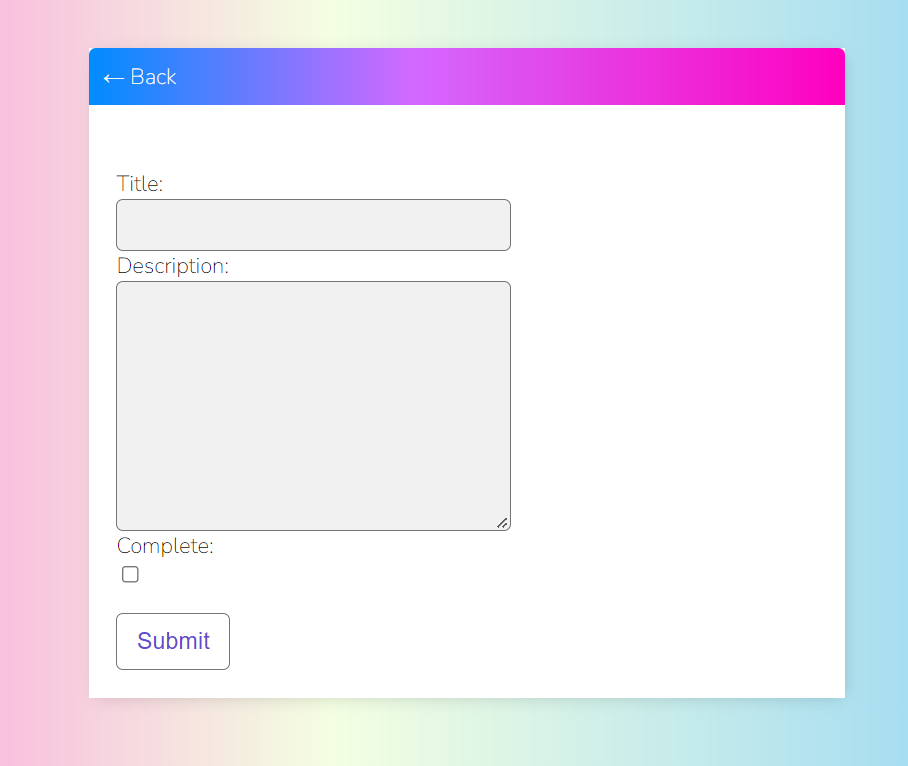 ← Back
Title:
Description:
Complete:
Submit